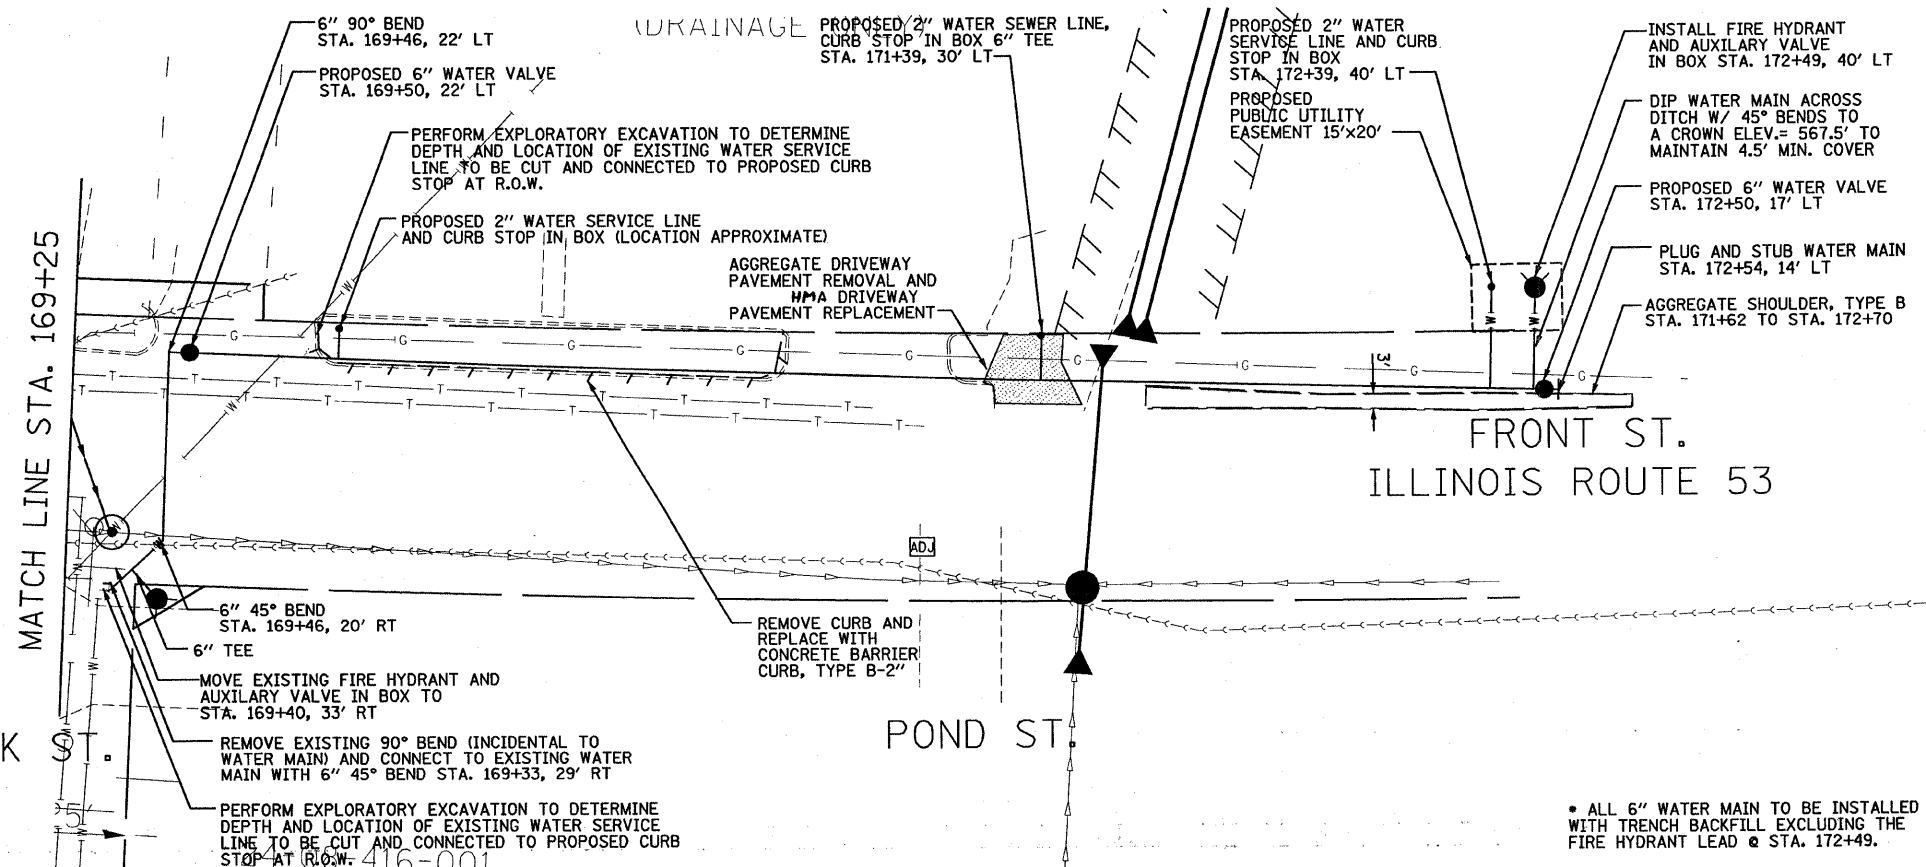 6" 90° BEND
STA. 169+46, 22' LT
PROPOSED 6" WATER VALVE
STA. 169+50, 22' LT
(DRAINAGE
PROPOSED 2" WATER SEWER LINE,
CURB STOP IN BOX 6" TEE
STA. 171+39, 30' LT
PROPOSED 2" WATER
SERVICE LINE AND CURB
STOP IN BOX
STA. 172+39, 40' LT
PROPOSED
PUBLIC UTILITY
EASEMENT 15'x20'
INSTALL FIRE HYDRANT
AND AUXILARY VALVE
IN BOX STA. 172+49, 40' LT
DIP WATER MAIN ACROSS
DITCH W/ 45° BENDS TO
A CROWN ELEV.= 567.5' TO
MAINTAIN 4.5' MIN. COVER
PROPOSED 6" WATER VALVE
STA. 172+50, 17' LT
PLUG AND STUB WATER MAIN
STA. 172+54, 14' LT
AGGREGATE SHOULDER, TYPE B
STA. 171+62 TO STA. 172+70
PERFORM EXPLORATORY EXCAVATION TO DETERMINE
DEPTH AND LOCATION OF EXISTING WATER SERVICE
LINE TO BE CUT AND CONNECTED TO PROPOSED CURB
STOP AT R.O.W.
PROPOSED 2" WATER SERVICE LINE
AND CURB STOP IN BOX (LOCATION APPROXIMATE)
AGGREGATE DRIVEWAY
PAVEMENT REMOVAL AND
HMA DRIVEWAY
PAVEMENT REPLACEMENT
MATCH LINE STA. 169+25
3'
FRONT ST.
ILLINOIS ROUTE 53
ADJ
6" 45° BEND
STA. 169+46, 20' RT
6" TEE
MOVE EXISTING FIRE HYDRANT AND
AUXILARY VALVE IN BOX TO
STA. 169+40, 33' RT
REMOVE EXISTING 90° BEND (INCIDENTAL TO
WATER MAIN) AND CONNECT TO EXISTING WATER
MAIN WITH 6" 45° BEND STA. 169+33, 29' RT
PERFORM EXPLORATORY EXCAVATION TO DETERMINE
DEPTH AND LOCATION OF EXISTING WATER SERVICE
LINE TO BE CUT AND CONNECTED TO PROPOSED CURB
STOP AT R.O.W.
416-001
REMOVE CURB AND
REPLACE WITH
CONCRETE BARRIER
CURB, TYPE B-2"
POND ST.
K ST.
* ALL 6" WATER MAIN TO BE INSTALLED
WITH TRENCH BACKFILL EXCLUDING THE
FIRE HYDRANT LEAD @ STA. 172+49.